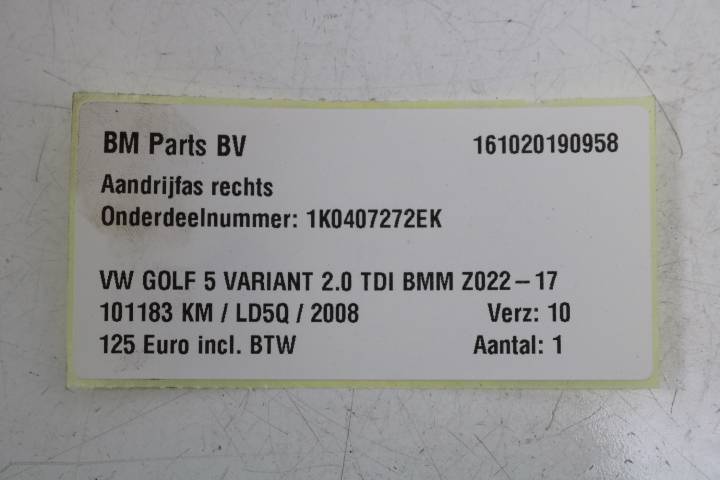 BM Parts BV 161020190958
Aandrijfas rechts
Onderdeelnummer: 1K0407272EK
VW GOLF 5 VARIANT 2.0 TDI BMM Z022-17
101183 KM / LD5Q / 2008 Verz: 10
125 Euro incl. BTW Aantal: 1